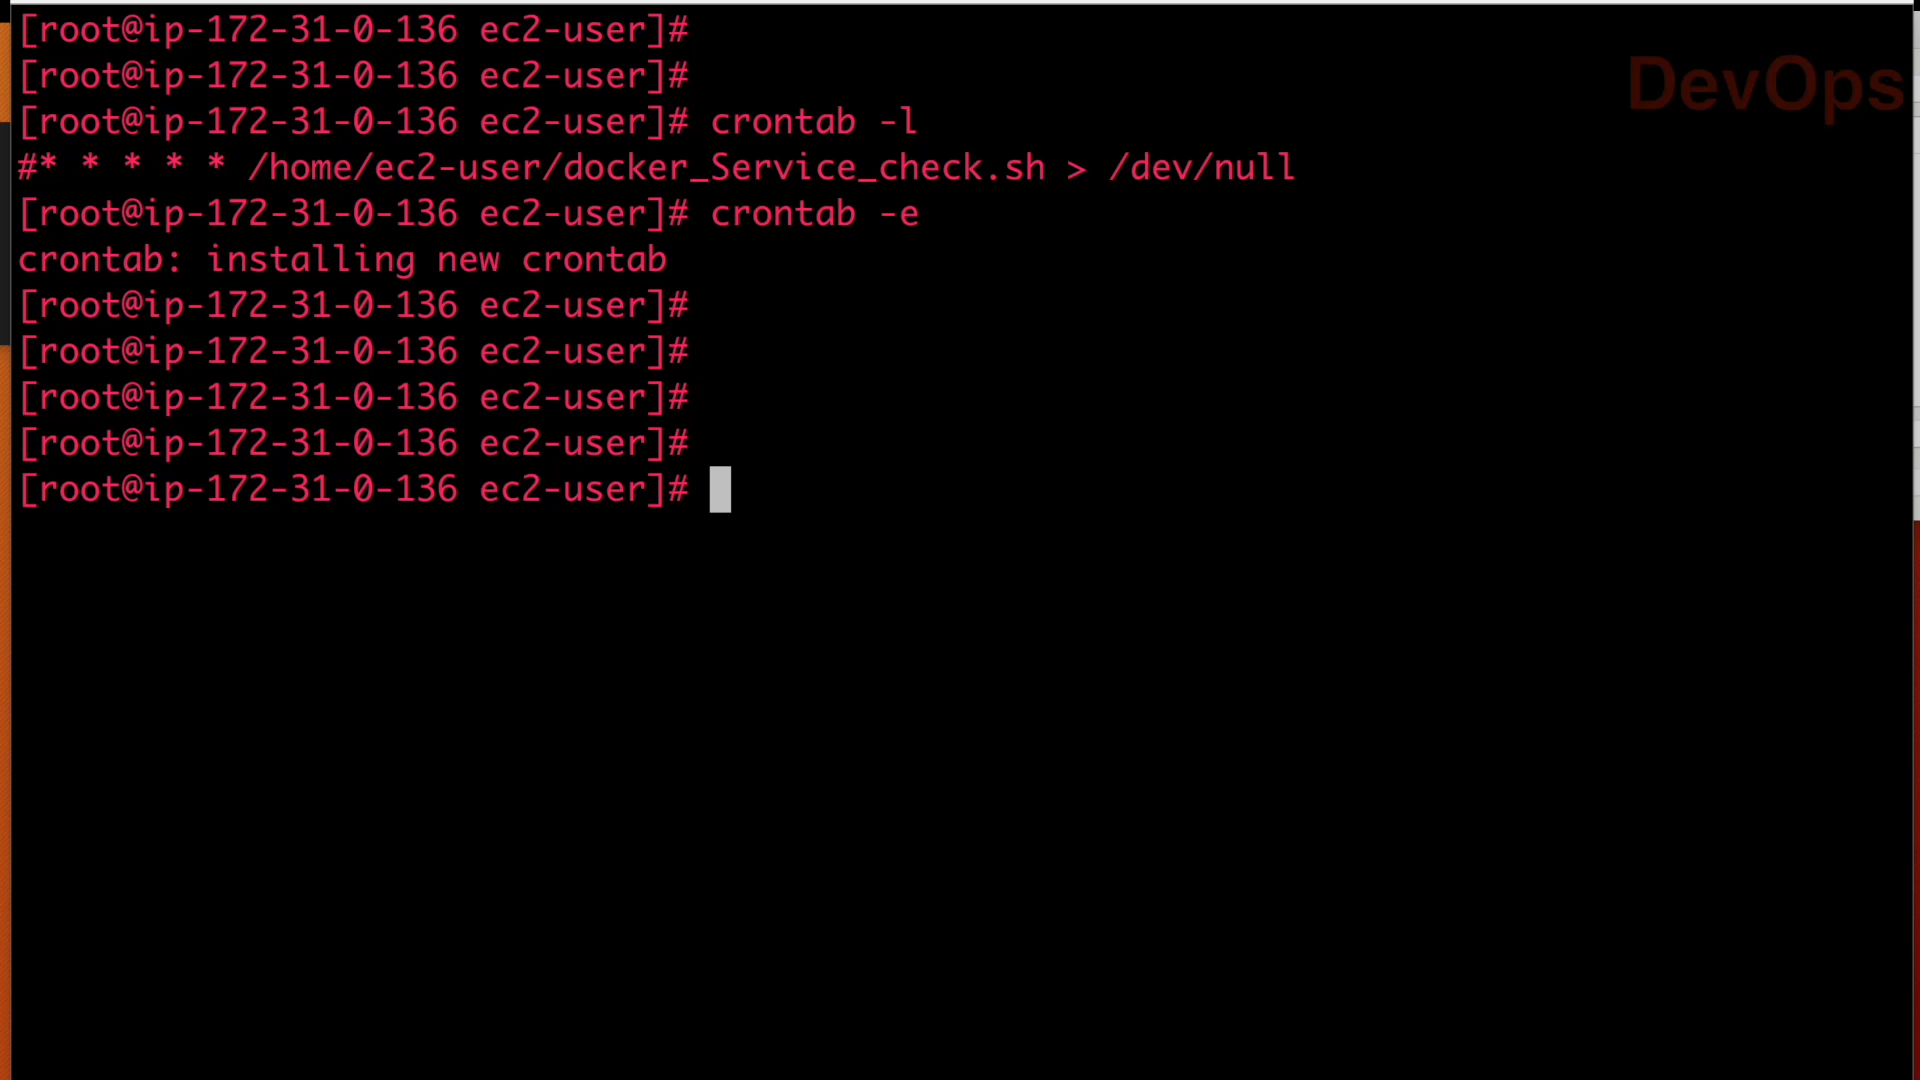 [root@ip-172-31-0-136 ec2-user]#
[root@ip-172-31-0-136 ec2-user]#
DevOps
[root@ip-172-31-0-136 ec2-user]# crontab -l
#* * * * * /home/ec2-user/docker_Service_check.sh > /dev/null
[root@ip-172-31-0-136 ec2-user]# crontab -e
crontab: installing new crontab
[root@ip-172-31-0-136 ec2-user]#
[root@ip-172-31-0-136 ec2-user]#
[root@ip-172-31-0-136 ec2-user]#
[root@ip-172-31-0-136 ec2-user]#
[root@ip-172-31-0-136 ec2-user]#